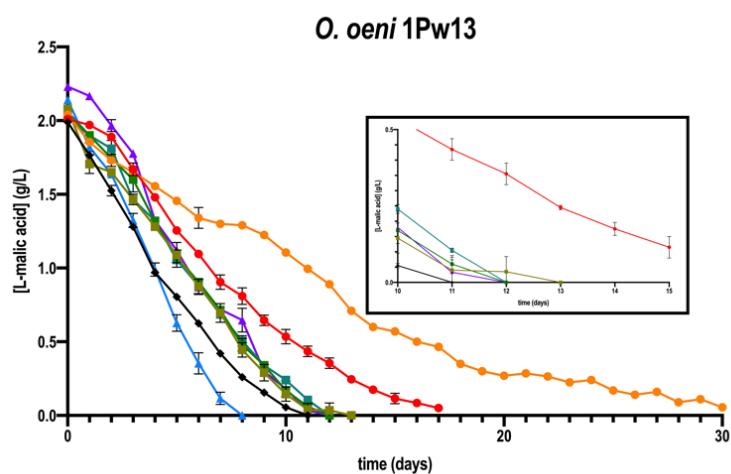 O. oeni 1Pw13
[L-malic acid] (g/L)
2.5
2.0
1.5
1.0
0.5
0.0
0 10 20 30
time (days)
[L-malic acid] (g/L)
0.5
0.0
10 11 12 13 14 15
time (days)